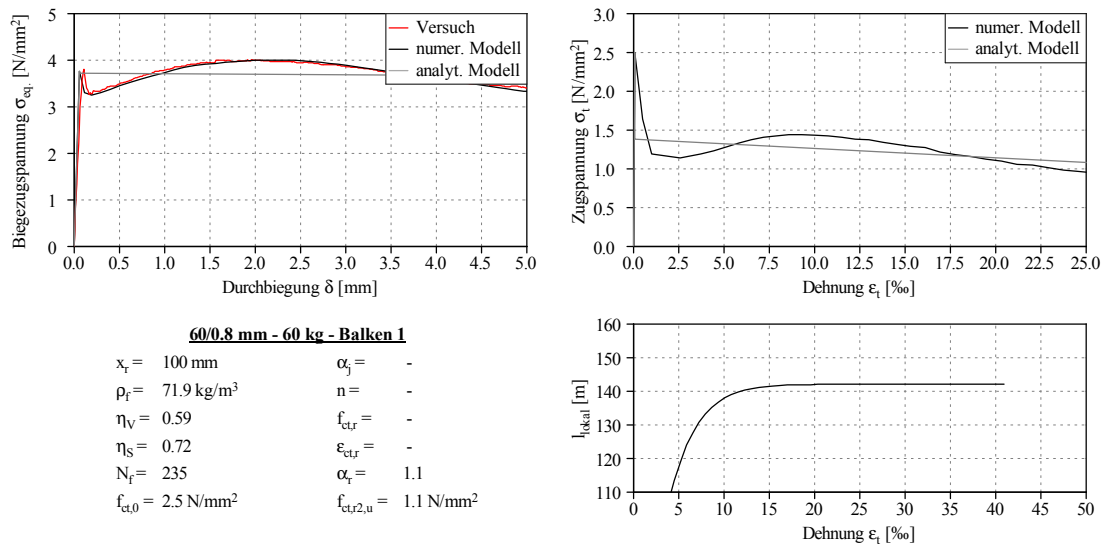 Versuch
numer. Modell
analyt. Modell
Biegezugspannung σeq. [N/mm²]
5
4
3
2
1
0
0.0 0.5 1.0 1.5 2.0 2.5 3.0 3.5 4.0 4.5 5.0
Durchbiegung δ [mm]
numer. Modell
analyt. Modell
Zugspannung σt [N/mm²]
3.0
2.5
2.0
1.5
1.0
0.5
0.0
0.0 2.5 5.0 7.5 10.0 12.5 15.0 17.5 20.0 22.5 25.0
Dehnung εt [‰]
60/0.8 mm - 60 kg - Balken 1
xr = 100 mm αj = -
ρf = 71.9 kg/m³ n = -
ηV = 0.59 fct,r = -
ηS = 0.72 εct,r = -
Nf = 235 αr = 1.1
fct,0 = 2.5 N/mm² fct,r2,u = 1.1 N/mm²
llokal [m]
160
150
140
130
120
110
0 5 10 15 20 25 30 35 40 45 50
Dehnung εt [‰]